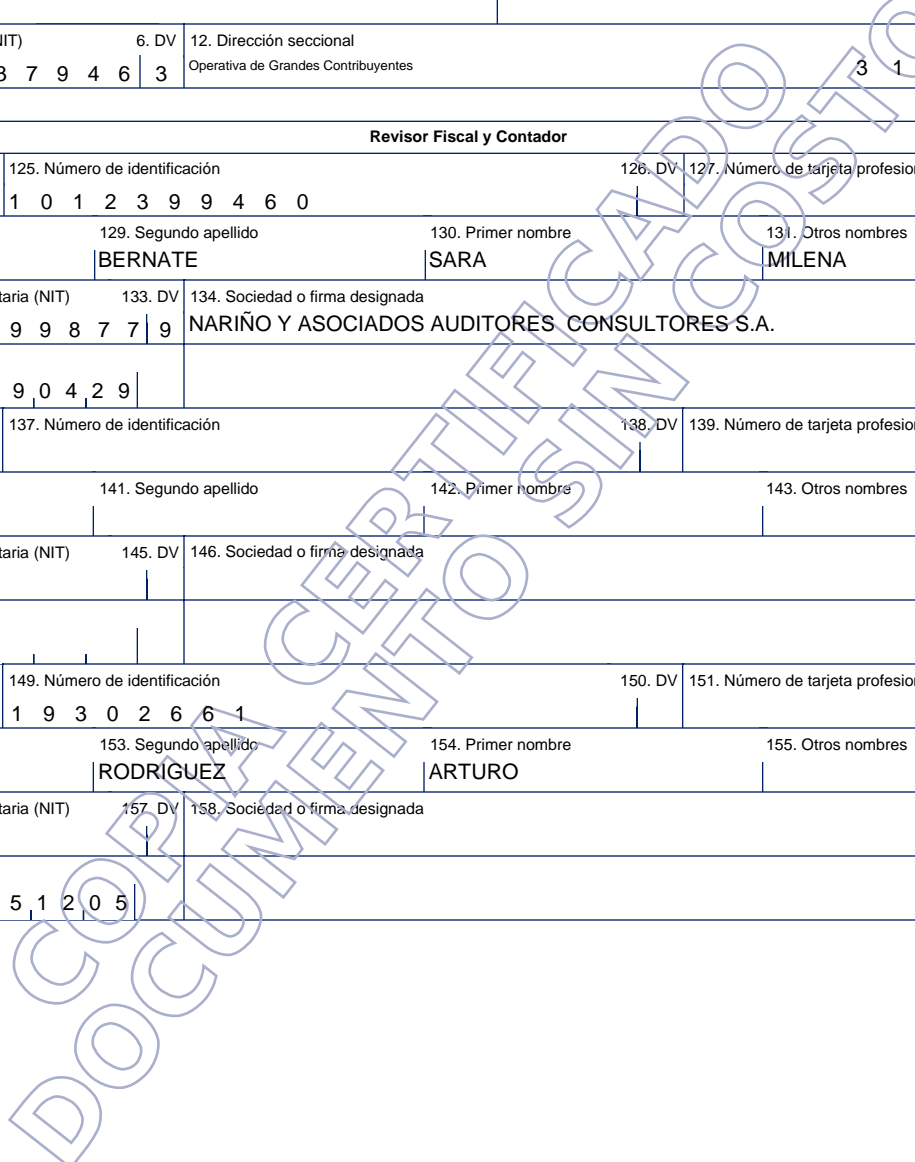 NIT) 6. DV 12. Dirección seccional
8 7 9 4 6 3 Operativa de Grandes Contribuyentes 3 1
Revisor Fiscal y Contador
125. Número de identificación 126. DV 127. Número de tarjeta profesion
1 0 1 2 3 9 9 4 6 0
129. Segundo apellido 130. Primer nombre 131. Otros nombres
BERNATE SARA MILENA
taria (NIT) 133. DV 134. Sociedad o firma designada
9 9 8 7 7 9 NARIÑO Y ASOCIADOS AUDITORES CONSULTORES S.A.
9 0 4 2 9
137. Número de identificación 138. DV 139. Número de tarjeta profesion
141. Segundo apellido 142. Primer nombre 143. Otros nombres
taria (NIT) 145. DV 146. Sociedad o firma designada
149. Número de identificación 150. DV 151. Número de tarjeta profesion
1 9 3 0 2 6 6 1
153. Segundo apellido 154. Primer nombre 155. Otros nombres
RODRIGUEZ ARTURO
taria (NIT) 157. DV 158. Sociedad o firma designada
5 1 2 0 5
COPIA CERTIFICADO
DOCUMENTO SIN COSTO